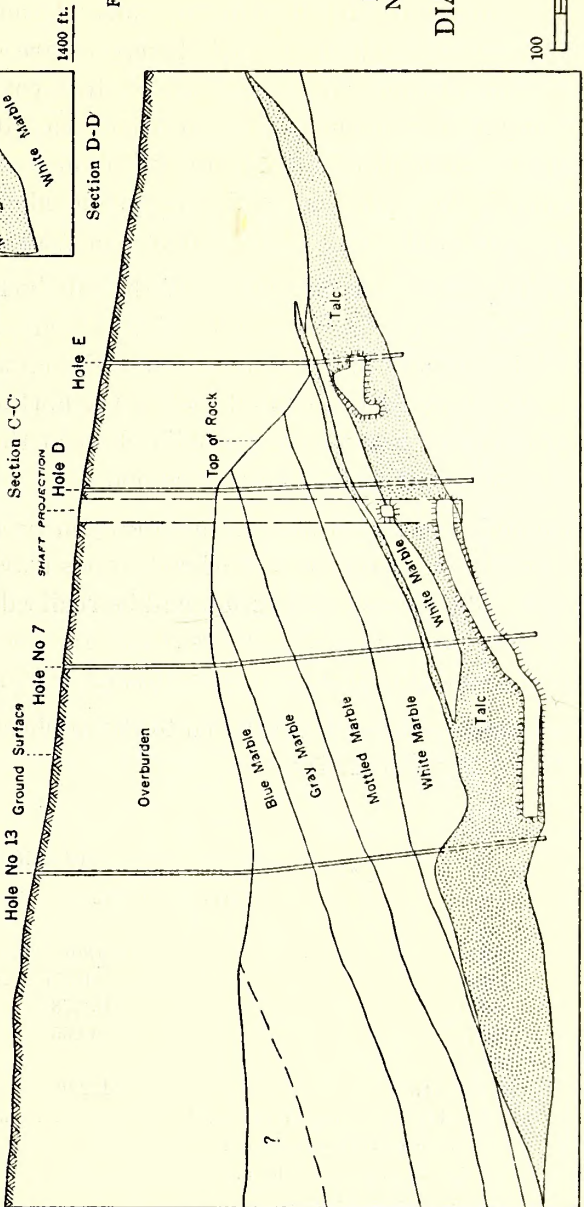 1400 ft.
White Marble
Section D-D'
Section C-C'
SHAFT PROJECTION
Hole E
Hole D
Hole No 7
Ground Surface
Hole No 13
Top of Rock
Overburden
Talc
White Marble
Blue Marble
Gray Marble
Mottled Marble
White Marble
Talc
?
DIA
100